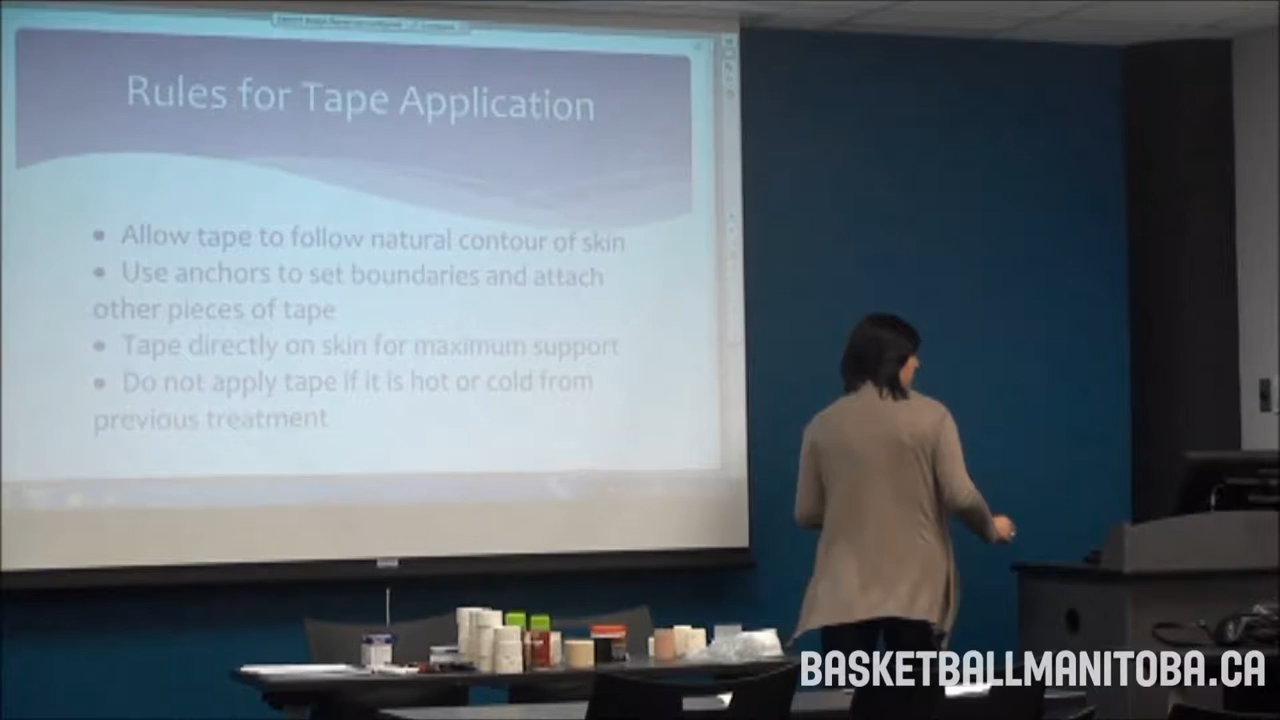 Rules for Tape Application
• Allow tape to follow natural contour of skin
• Use anchors to set boundaries and attach
other pieces of tape
• Tape directly on skin for maximum support
• Do not apply tape if it is hot or cold from
previous treatment
BASKETBALLMANITOBA.CA